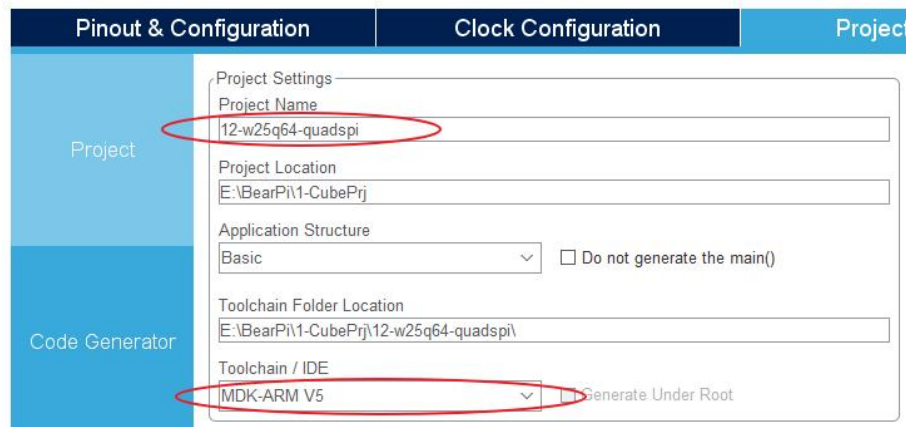 Pinout & Configuration
Clock Configuration
Project
Project
Code Generator
Project Settings
Project Name
12-w25q64-quadspi
Project Location
E:\BearPi\1-CubePrj
Application Structure
Basic
Do not generate the main()
Toolchain Folder Location
E:\BearPi\1-CubePrj\12-w25q64-quadspi\
Toolchain / IDE
MDK-ARM V5
Generate Under Root